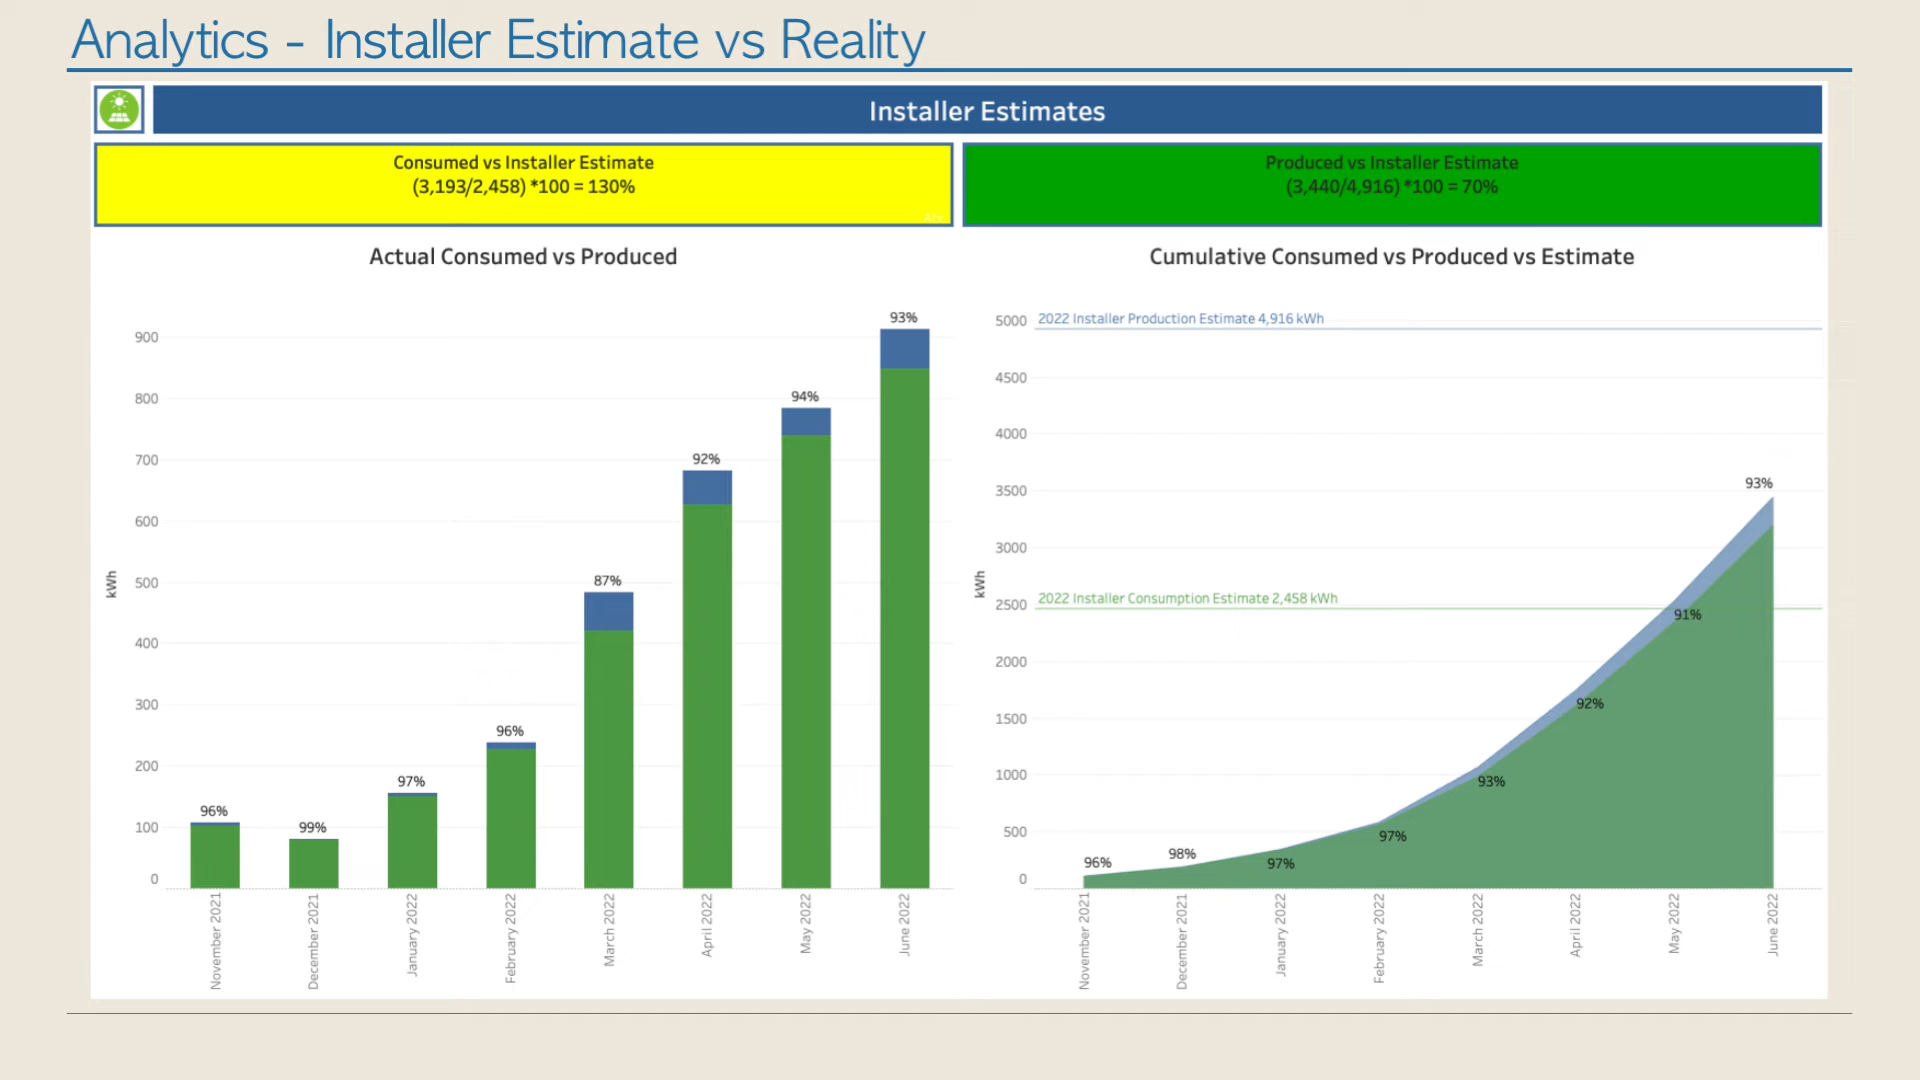 Analytics - Installer Estimate vs Reality
Installer Estimates
Consumed vs Installer Estimate
(3,193/2,458) *100 = 130%
Produced vs Installer Estimate
(3,440/4,916) *100 = 70%
Actual Consumed vs Produced
kWh
900
800
700
600
500
400
300
200
100
0
96%
99%
97%
96%
87%
92%
94%
93%
November 2021
December 2021
January 2022
February 2022
March 2022
April 2022
May 2022
June 2022
Cumulative Consumed vs Produced vs Estimate
kWh
5000
4500
4000
3500
3000
2500
2000
1500
1000
500
0
2022 Installer Production Estimate 4,916 kWh
2022 Installer Consumption Estimate 2,458 kWh
96%
98%
97%
97%
93%
92%
91%
93%
November 2021
December 2021
January 2022
February 2022
March 2022
April 2022
May 2022
June 2022